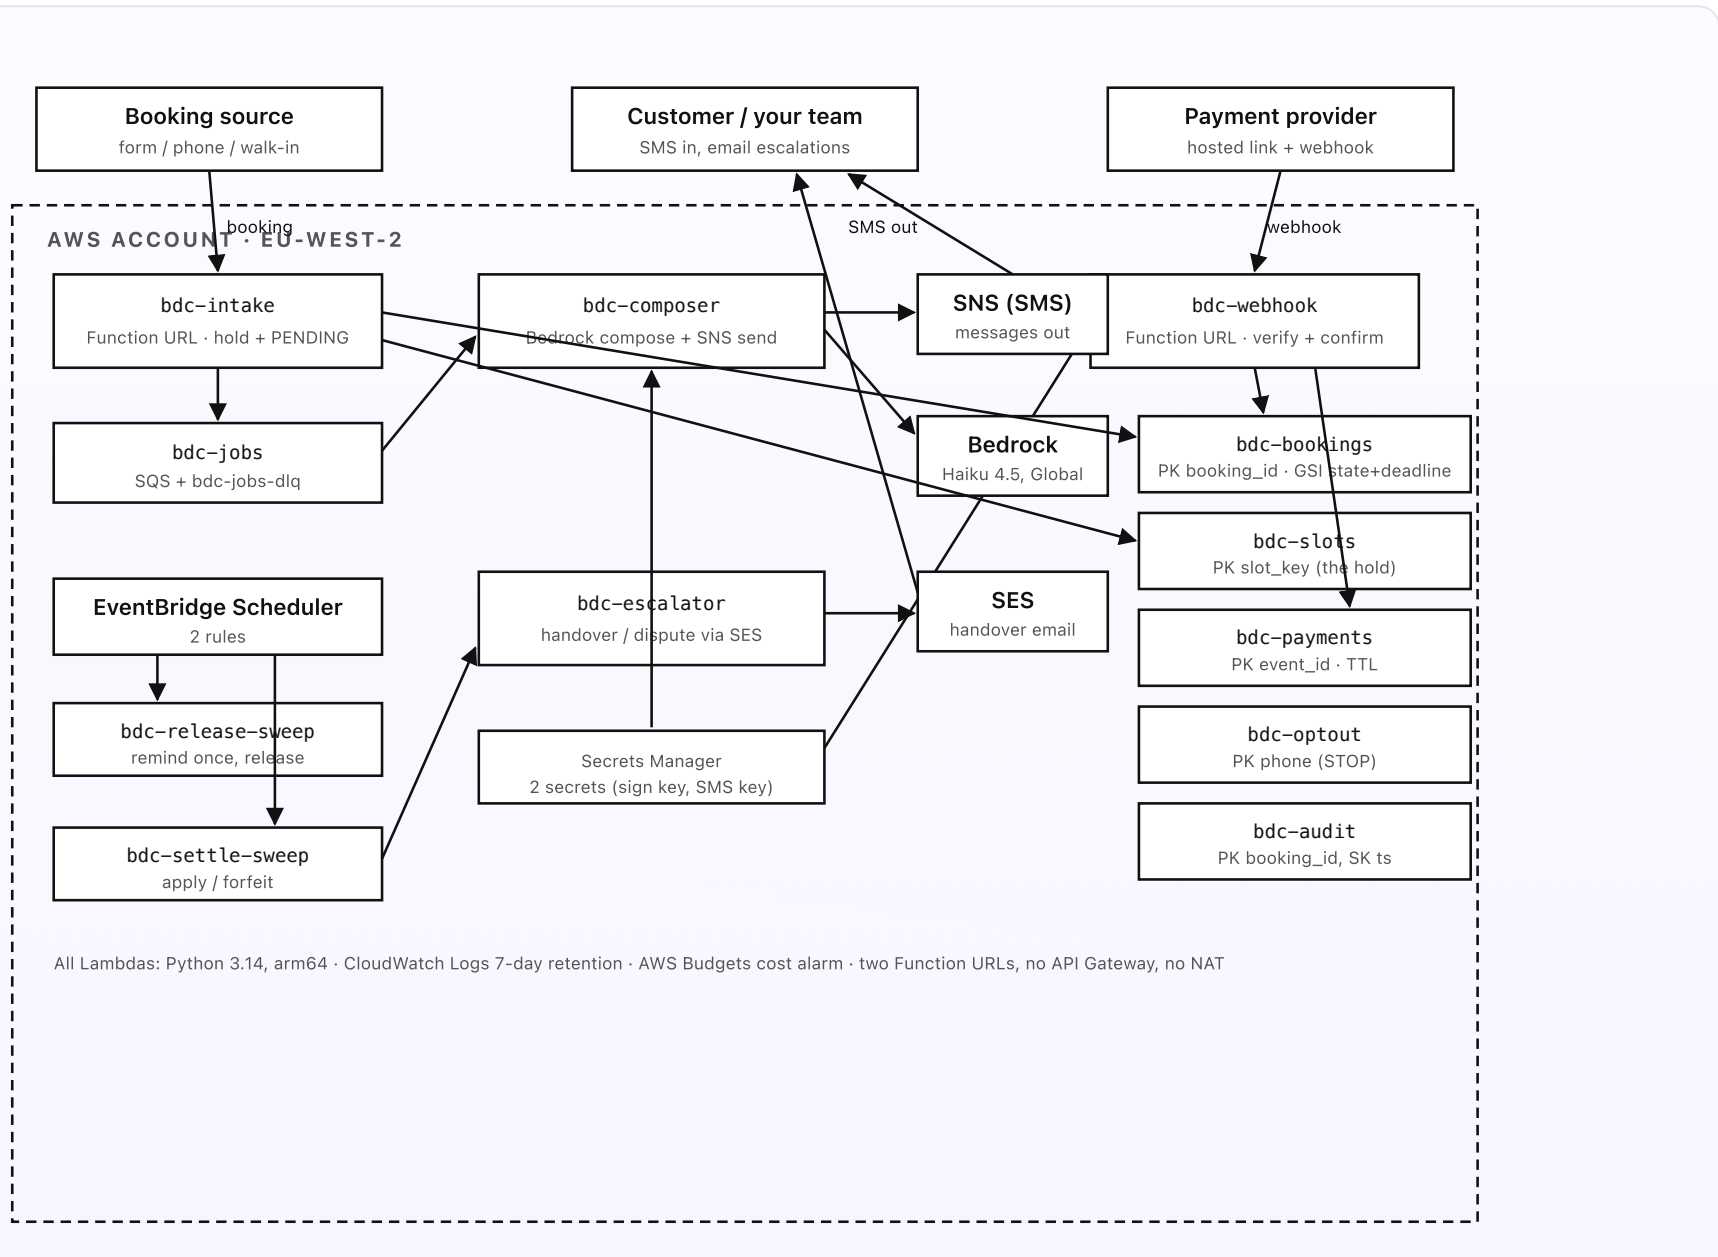 Booking source
form / phone / walk-in
Customer / your team
SMS in, email escalations
Payment provider
hosted link + webhook
booking
SMS out
webhook
AWS ACCOUNT · EU-WEST-2
bdc-intake
Function URL · hold + PENDING
bdc-composer
Bedrock compose + SNS send
SNS (SMS)
messages out
bdc-webhook
Function URL · verify + confirm
bdc-jobs
SQS + bdc-jobs-dlq
Bedrock
Haiku 4.5, Global
bdc-bookings
PK booking_id · GSI state+deadline
bdc-slots
PK slot_key (the hold)
EventBridge Scheduler
2 rules
bdc-escalator
handover / dispute via SES
SES
handover email
bdc-payments
PK event_id · TTL
bdc-release-sweep
remind once, release
Secrets Manager
2 secrets (sign key, SMS key)
bdc-optout
PK phone (STOP)
bdc-settle-sweep
apply / forfeit
bdc-audit
PK booking_id, SK ts
All Lambdas: Python 3.14, arm64 · CloudWatch Logs 7-day retention · AWS Budgets cost alarm · two Function URLs, no API Gateway, no NAT